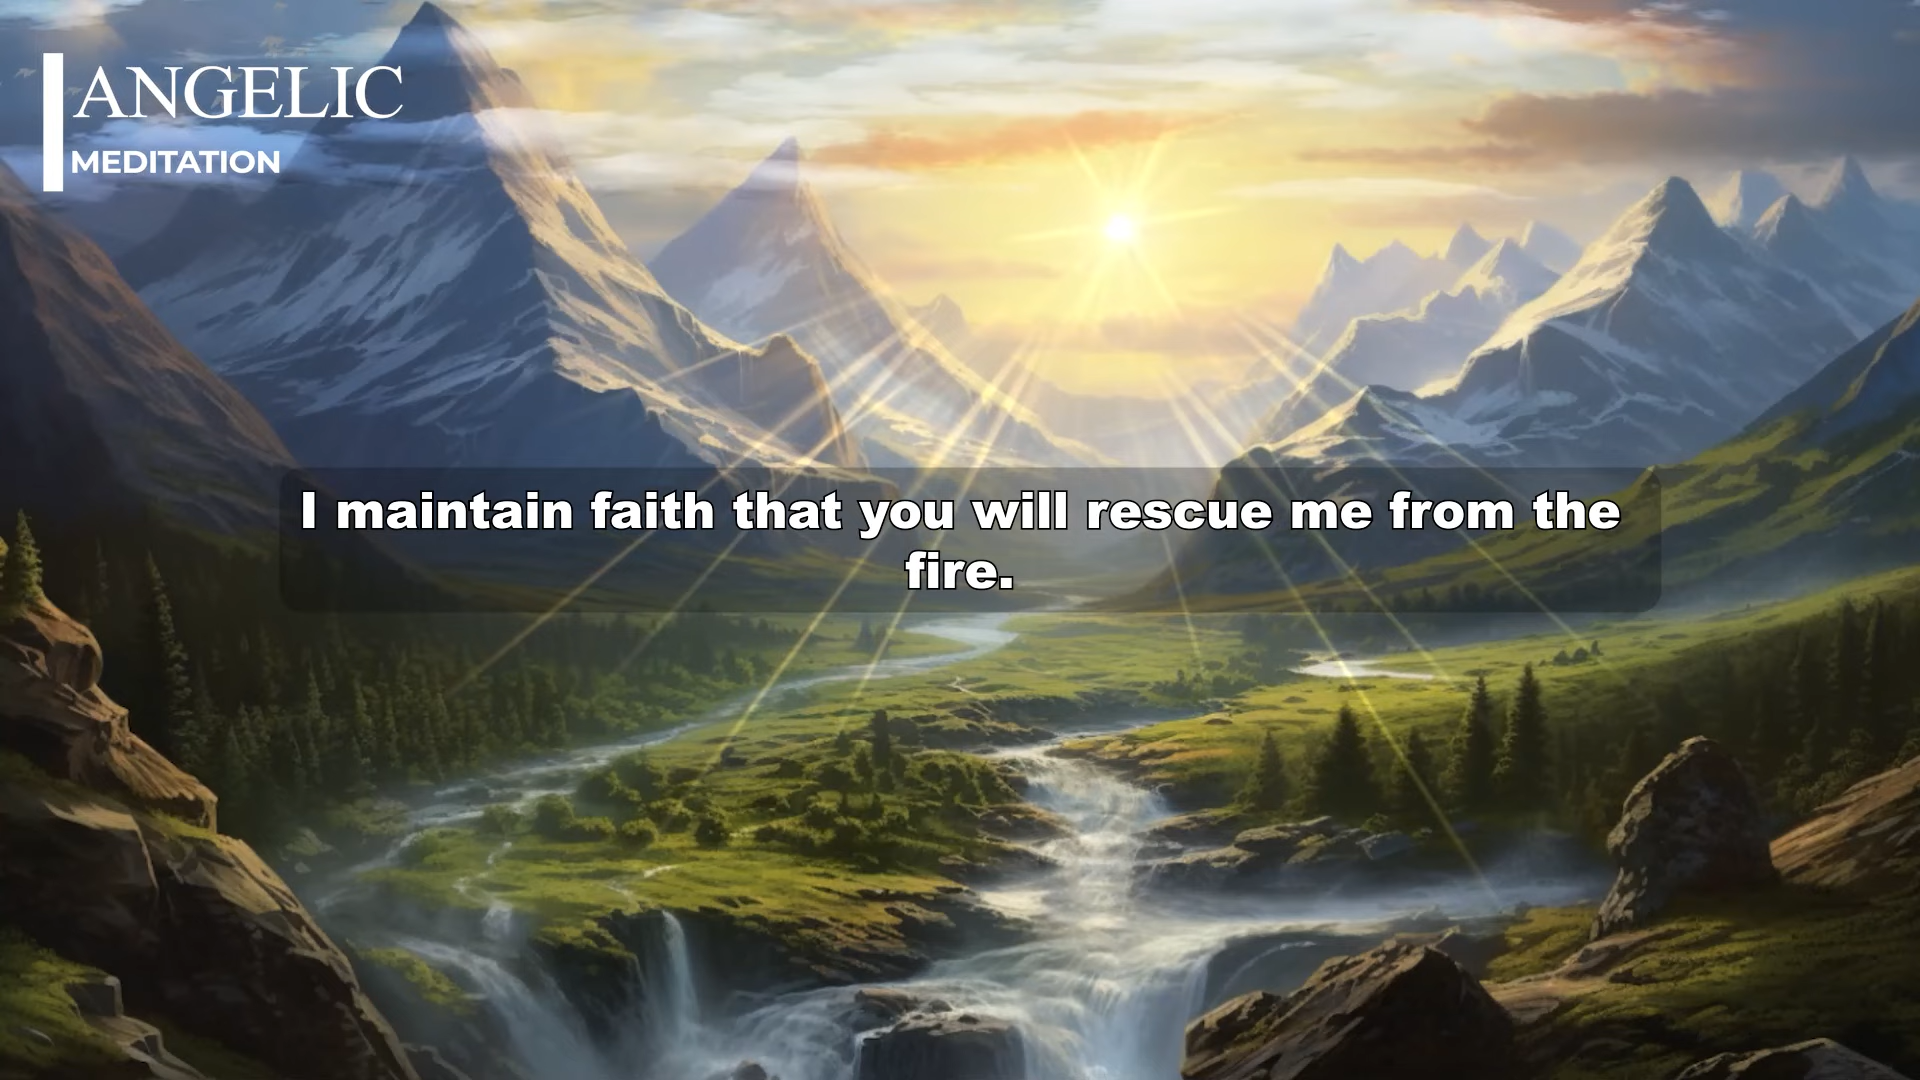 ANGELIC
MEDITATION
I maintain faith that you will rescue me from the
fire.